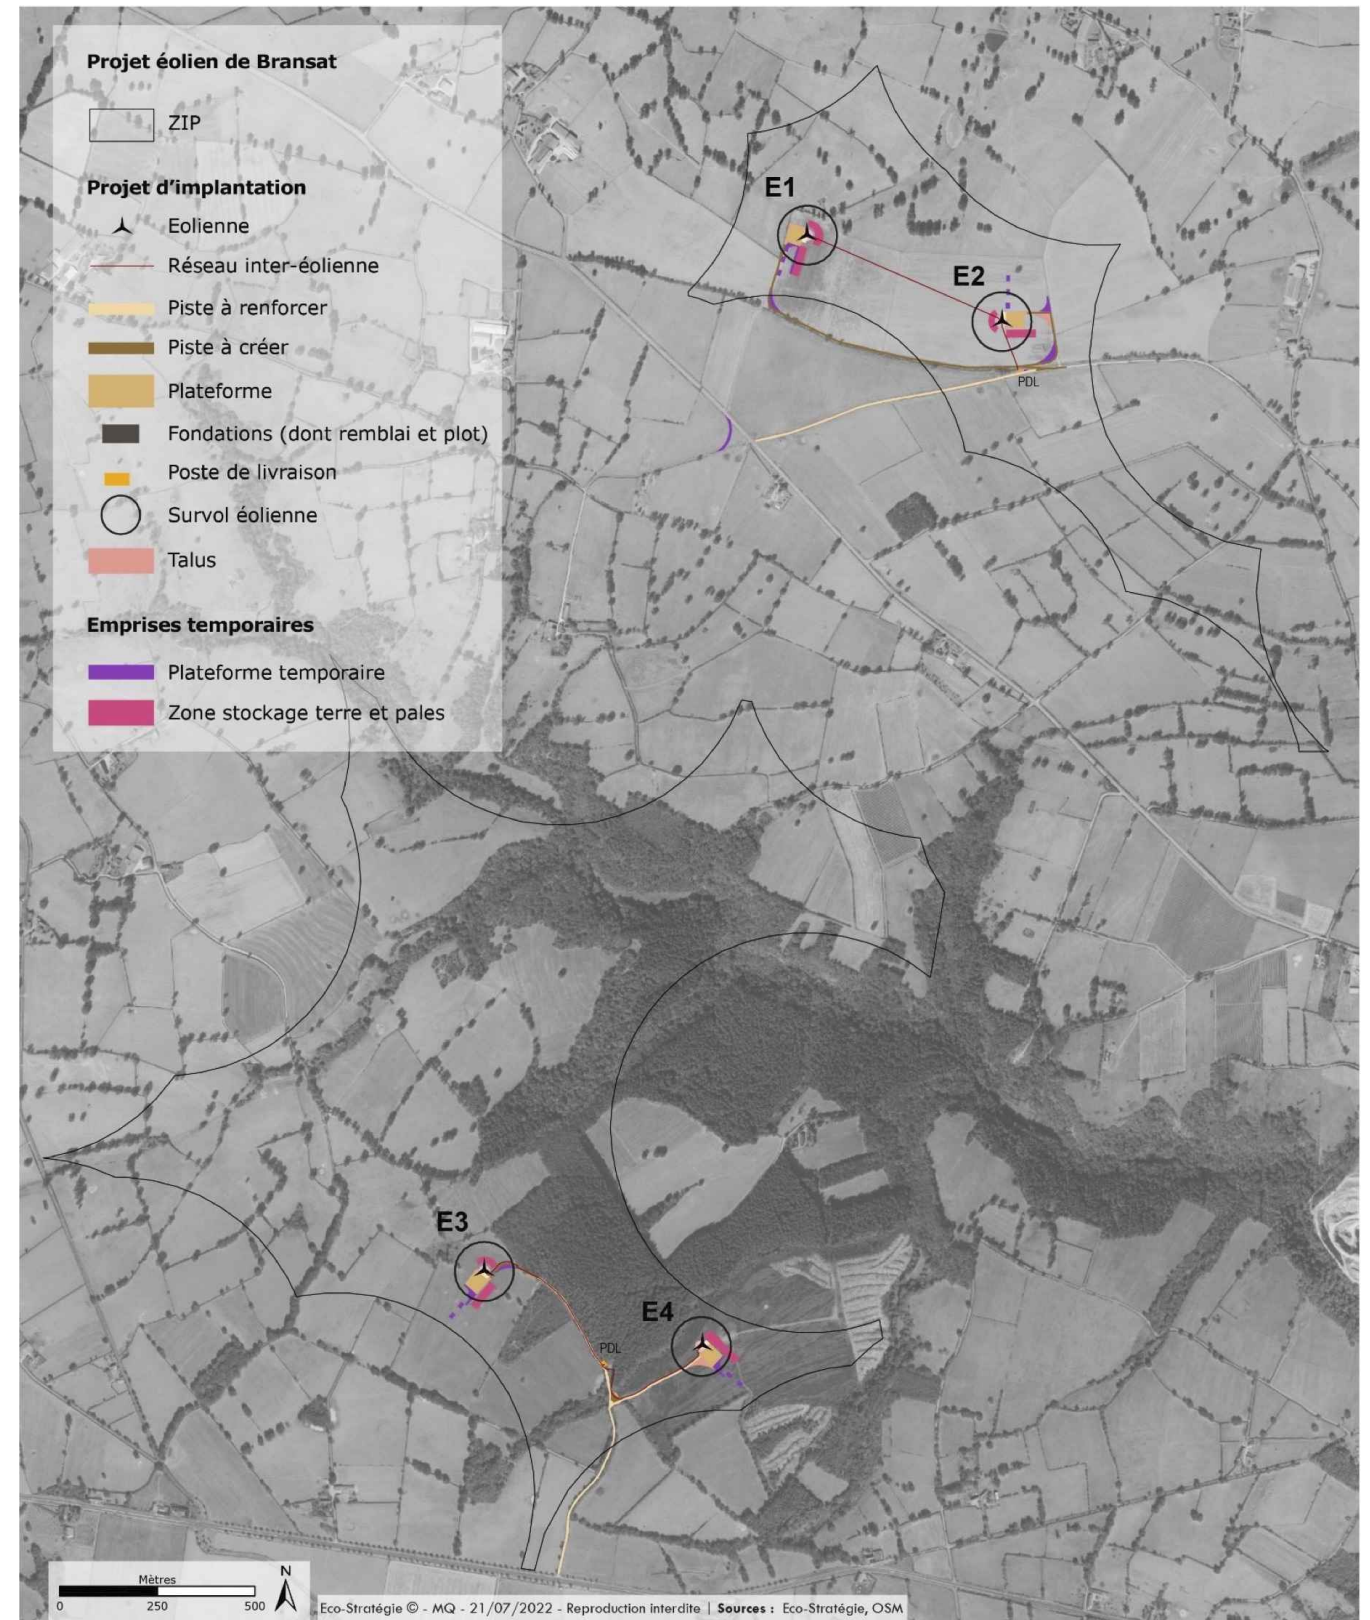 Projet éolien de Bransat
ZIP
Projet d'implantation
Eolienne
Réseau inter-éolienne
Piste à renforcer
Piste à créer
Plateforme
Fondations (dont remblai et plot)
Poste de livraison
Survol éolienne
Talus
Emprises temporaires
Plateforme temporaire
Zone stockage terre et pales
E1
E2
PDL
E3
E4
PDL
Mètres
0 250 500
N
Eco-Stratégie © - MQ - 21/07/2022 - Reproduction interdite | Sources : Eco-Stratégie, OSM